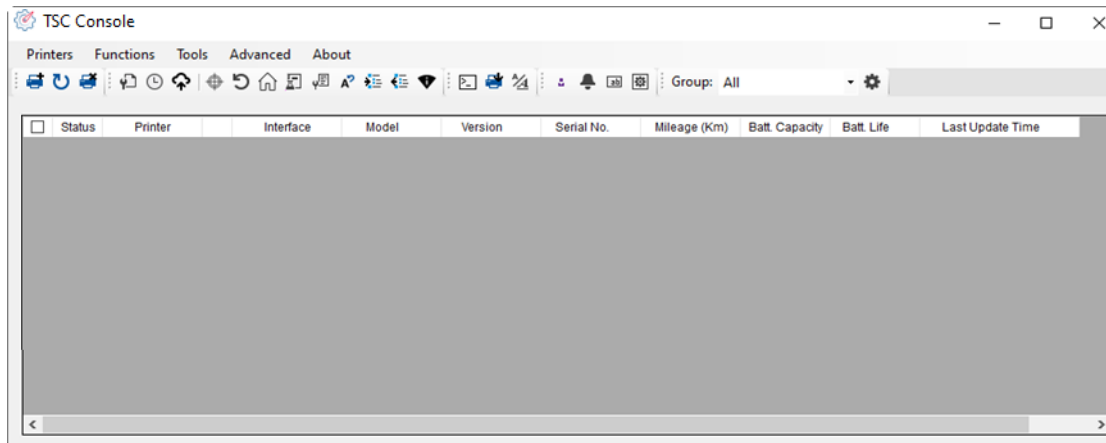 TSC Console
Printers Functions Tools Advanced About
Group: All
Status Printer Interface Model Version Serial No. Mileage (Km) Batt. Capacity Batt. Life Last Update Time